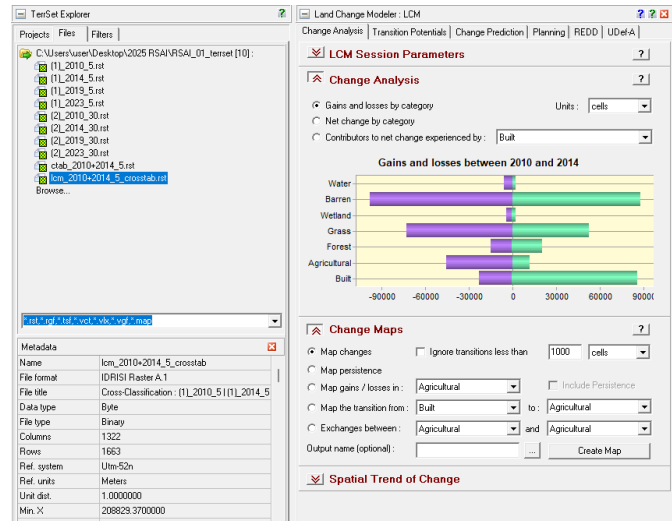 TerrSet Explorer
?
Projects
Files
Filters
C:\Users\user\Desktop\2025 RSAI\RSAI_01_terrset [10] :
(1)_2010_5.rst
(1)_2014_5.rst
(1)_2019_5.rst
(1)_2023_5.rst
(2)_2010_30.rst
(2)_2014_30.rst
(2)_2019_30.rst
(2)_2023_30.rst
ctab_2010+2014_5.rst
lcm_2010+2014_5_crosstab.rst
Browse...
*.rst,*.rgf,*.tsf,*.vct,*.vlx,*.vgf,*.map
Metadata
Name lcm_2010+2014_5_crosstab
File format IDRISI Raster A.1
File title Cross-Classification : (1)_2010_5 | (1)_2014_5
Data type Byte
File type Binary
Columns 1322
Rows 1663
Ref. system Utm-52n
Ref. units Meters
Unit dist. 1.0000000
Min. X 208829.3700000
Land Change Modeler : LCM
? ?
Change Analysis | Transition Potentials | Change Prediction | Planning | REDD | UDef-A
LCM Session Parameters ?
Change Analysis ?
Gains and losses by category Units : cells
Net change by category
Contributors to net change experienced by : Built
Gains and losses between 2010 and 2014
Water
Barren
Wetland
Grass
Forest
Agricultural
Built
-90000 -60000 -30000 0 30000 60000 90000
Change Maps ?
Map changes Ignore transitions less than 1000 cells
Map persistence
Map gains / losses in : Agricultural Include Persistence
Map the transition from : Built to : Agricultural
Exchanges between : Agricultural and Agricultural
Output name (optional) : ... Create Map
Spatial Trend of Change